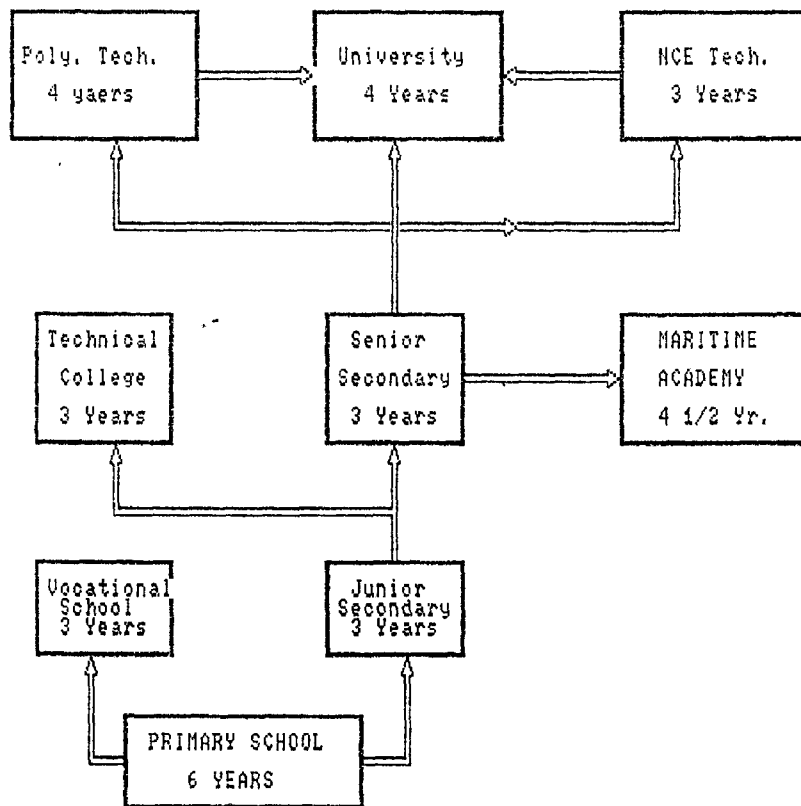 Poly. Tech.
4 yaers
University
4 Years
NCE Tech.
3 Years
Technical
College
3 Years
Senior
Secondary
3 Years
MARITIME
ACADEMY
4 1/2 Yr.
Vocational
School
3 Years
Junior
Secondary
3 Years
PRIMARY SCHOOL
6 YEARS